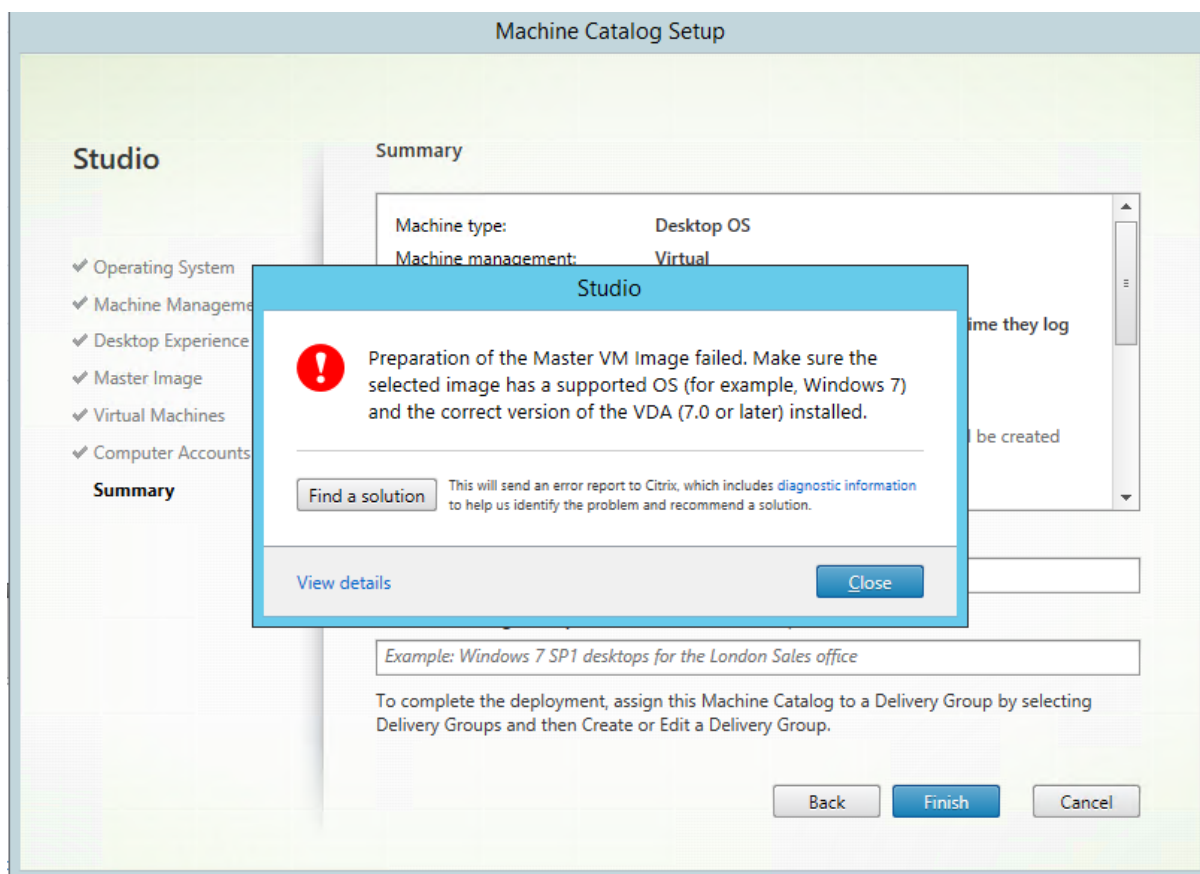 Machine Catalog Setup
Studio
Operating System
Machine Manageme
Desktop Experience
Master Image
Virtual Machines
Computer Accounts
Summary
Summary
Machine type: Desktop OS
Machine management: Virtual
ime they log
l be created
Studio
Preparation of the Master VM Image failed. Make sure the
selected image has a supported OS (for example, Windows 7)
and the correct version of the VDA (7.0 or later) installed.
Find a solution
This will send an error report to Citrix, which includes diagnostic information
to help us identify the problem and recommend a solution.
View details
Close
Example: Windows 7 SP1 desktops for the London Sales office
To complete the deployment, assign this Machine Catalog to a Delivery Group by selecting
Delivery Groups and then Create or Edit a Delivery Group.
Back
Finish
Cancel